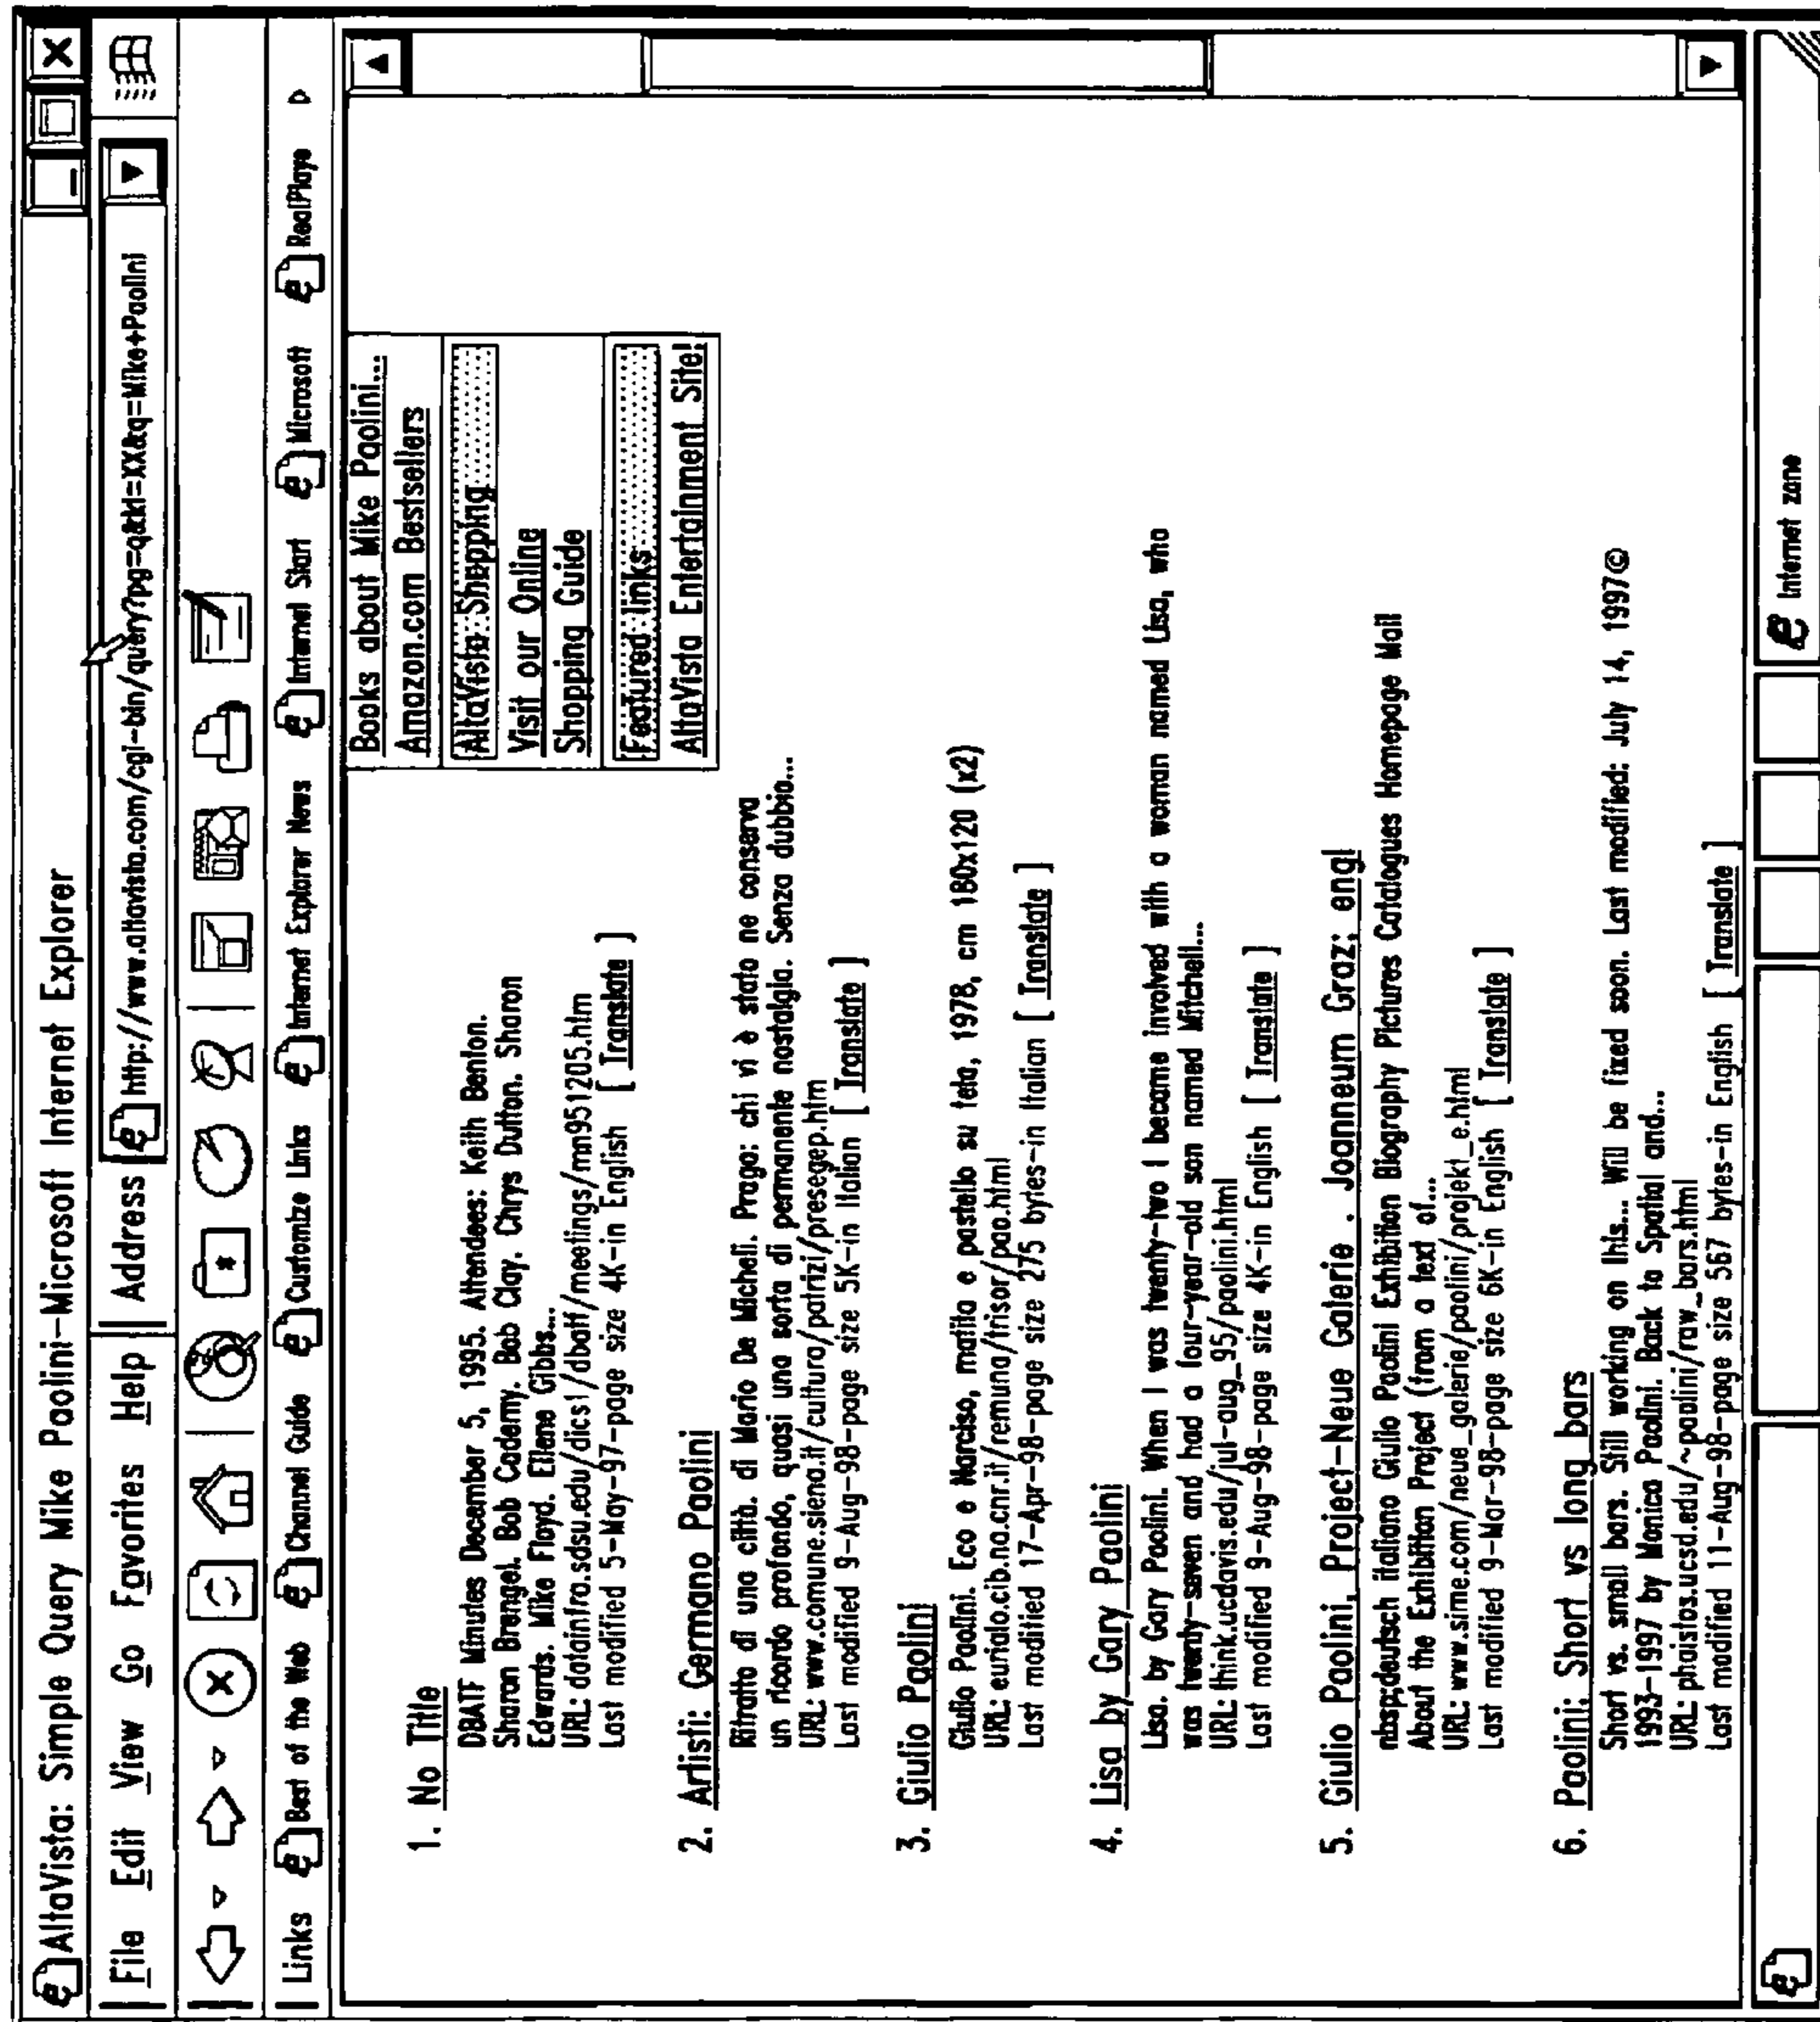 AltaVista: Simple Query Mike Paolini-Microsoft Internet Explorer
File Edit View Go Favorites Help Address http://www.altavista.com/cgi-bin/query?pg=q&kl=XX&q=Mike+Paolini
Links Best of the Web Channel Guide Customize Links Internet Explorer News Internet Start Microsoft RealPlaye
Books about Mike Paolini...
Amazon.com Bestsellers
AltaVista Shopping
Visit our Online
Shopping Guide
Featured links
AltaVista Entertainment Site!
1. No Title
DBATF Minutes December 5, 1995. Attendees: Keith Benton.
Sharon Brengel. Bob Cademy. Bob Clay. Chrys Dutton. Sharon
Edwards. Mike Floyd. Ellene Gibbs...
URL: datainfra.sdsu.edu/dics1/dbatf/meetings/mn951205.htm
Last modified 5-May-97-page size 4K-in English [ Translate ]
2. Artisti: Germano Paolini
Ritratto di una città. di Mario De Micheli. Praga: chi vi è stato ne conserva
un ricordo profondo, quasi una sorta di permanente nostalgia. Senza dubbio...
URL: www.comune.siena.it/cultura/patrizi/presegep.htm
Last modified 9-Aug-98-page size 5K-in Italian [ Translate ]
3. Giulio Paolini
Giulio Paolini. Eco e Narciso, matita e pastello su tela, 1978, cm 180x120 (x2)
URL: eurialo.cib.na.cnr.it/remuna/trisor/pao.html
Last modified 17-Apr-98-page size 275 bytes-in Italian [ Translate ]
4. Lisa by Gary Paolini
Lisa. by Gary Paolini. When I was twenty-two I became involved with a woman named Lisa, who
was twenty-seven and had a four-year-old son named Mitchell...
URL: think.ucdavis.edu/jul-aug_95/paolini.html
Last modified 9-Aug-98-page size 4K-in English [ Translate ]
5. Giulio Paolini, Project-Neue Galerie . Joanneum Graz; engl
nbsp;deutsch italiano Giulio Paolini Exhibition Biography Pictures Catalogues Homepage Mail
About the Exhibition Project (from a text of...
URL: www.sime.com/neue_galerie/paolini/projekt_e.html
Last modified 9-Mar-98-page size 6K-in English [ Translate ]
6. Paolini: Short vs long bars
Short vs. small bars. Still working on this... Will be fixed soon. Last modified: July 14, 1997©
1993-1997 by Monica Paolini. Back to Spatial and...
URL: phaistos.ucsd.edu/~paolini/raw_bars.html
Last modified 11-Aug-98-page size 567 bytes-in English [ Translate ]
Internet zone